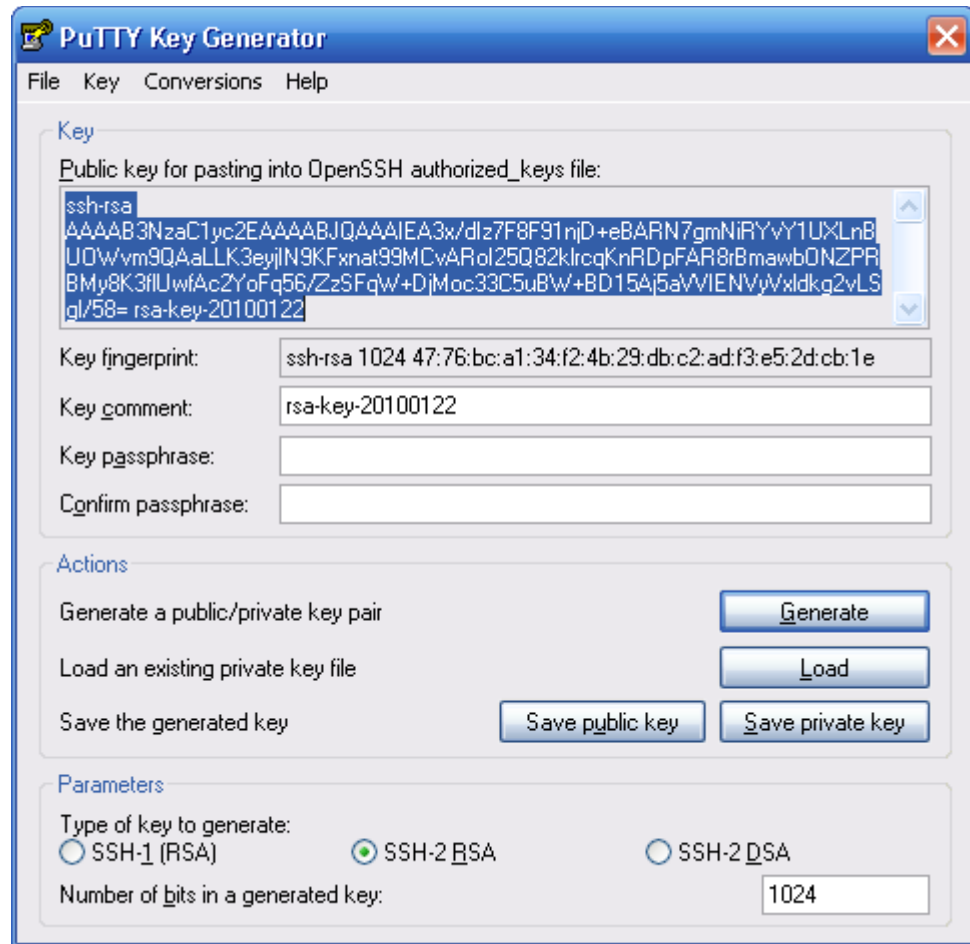 PuTTY Key Generator
File Key Conversions Help
Key
Public key for pasting into OpenSSH authorized_keys file:
ssh-rsa
AAAAB3NzaC1yc2EAAAABJQAAAIEA3x/dIz7F8F91njD+eBARN7gmNiRYvY1UXLnB
UOWvm9QAaLLK3eyjIN9KFxnat99MCvARoI25Q82kIrcqKnRDpFAR8rBmawbONZPR
BMy8K3flUwfAc2YoFq56/ZzSFqW+DjMoc33C5uBW+BD15Aj5aVVIENVyVxIdkg2vLS
gl/58= rsa-key-20100122
Key fingerprint: ssh-rsa 1024 47:76:bc:a1:34:f2:4b:29:db:c2:ad:f3:e5:2d:cb:1e
Key comment: rsa-key-20100122
Key passphrase:
Confirm passphrase:
Actions
Generate a public/private key pair Generate
Load an existing private key file Load
Save the generated key Save public key Save private key
Parameters
Type of key to generate:
SSH-1 (RSA) SSH-2 RSA SSH-2 DSA
Number of bits in a generated key: 1024